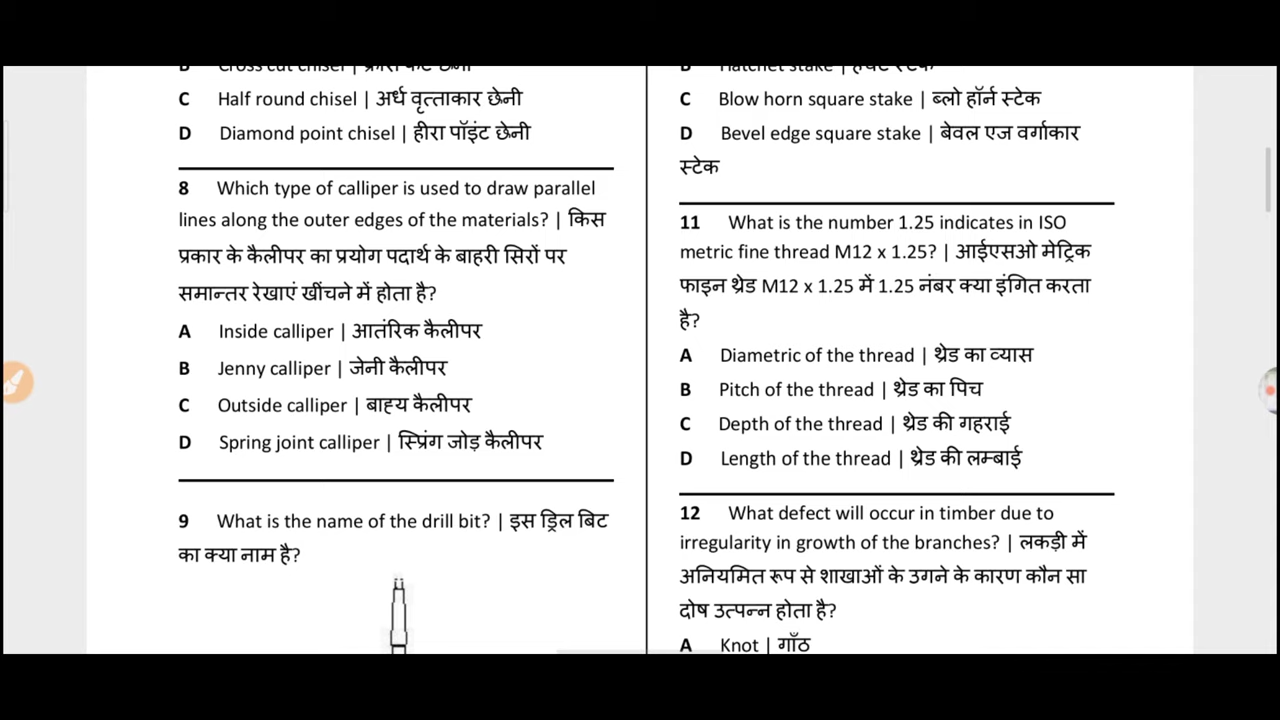 B Cross cut chisel | क्रॉस कट छेनी
C Half round chisel | अर्ध वृत्ताकार छेनी
D Diamond point chisel | हीरा पॉइंट छेनी
8 Which type of calliper is used to draw parallel
lines along the outer edges of the materials? | किस
प्रकार के कैलीपर का प्रयोग पदार्थ के बाहरी सिरों पर
समान्तर रेखाएं खींचने में होता है?
A Inside calliper | आतंरिक कैलीपर
B Jenny calliper | जेनी कैलीपर
C Outside calliper | बाह्य कैलीपर
D Spring joint calliper | स्प्रिंग जोड़ कैलीपर
9 What is the name of the drill bit? | इस ड्रिल बिट
का क्या नाम है?
B Hatchet stake | हैचेट स्टेक
C Blow horn square stake | ब्लो हॉर्न स्टेक
D Bevel edge square stake | बेवल एज वर्गाकार
स्टेक
11 What is the number 1.25 indicates in ISO
metric fine thread M12 x 1.25? | आईएसओ मेट्रिक
फाइन थ्रेड M12 x 1.25 में 1.25 नंबर क्या इंगित करता
है?
A Diametric of the thread | थ्रेड का व्यास
B Pitch of the thread | थ्रेड का पिच
C Depth of the thread | थ्रेड की गहराई
D Length of the thread | थ्रेड की लम्बाई
12 What defect will occur in timber due to
irregularity in growth of the branches? | लकड़ी में
अनियमित रूप से शाखाओं के उगने के कारण कौन सा
दोष उत्पन्न होता है?
A Knot | गाँठ